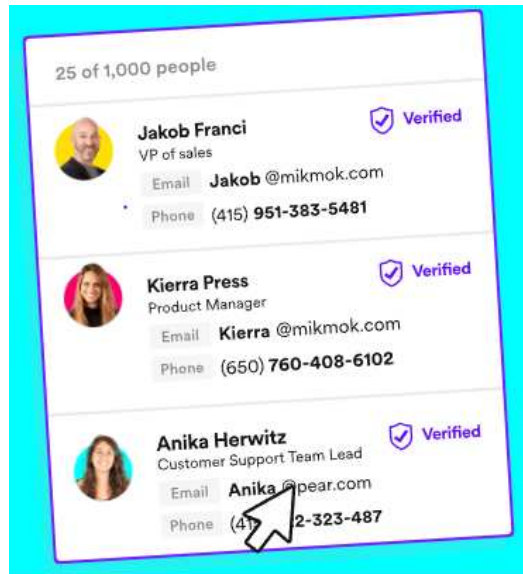 25 of 1,000 people
Jakob Franci
Verified
VP of sales
Email Jakob @mikmok.com
Phone (415) 951-383-5481
Kierra Press
Verified
Product Manager
Email Kierra @mikmok.com
Phone (650) 760-408-6102
Anika Herwitz
Verified
Customer Support Team Lead
Email Anika @pear.com
Phone 2-323-487